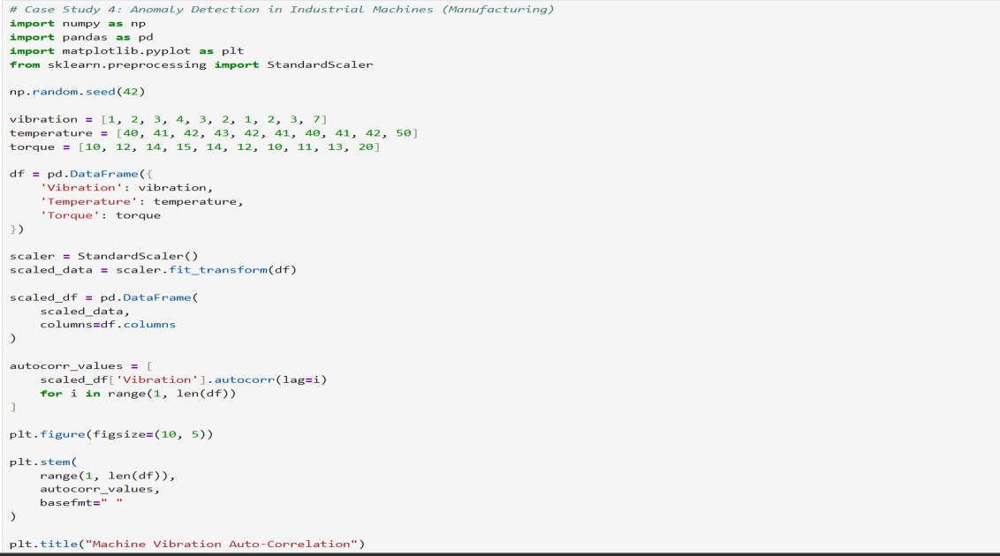 # Case Study 4: Anomaly Detection in Industrial Machines (Manufacturing)
import numpy as np
import pandas as pd
import matplotlib.pyplot as plt
from sklearn.preprocessing import StandardScaler

np.random.seed(42)

vibration = [1, 2, 3, 4, 3, 2, 1, 2, 3, 7]
temperature = [40, 41, 42, 43, 42, 41, 40, 41, 42, 50]
torque = [10, 12, 14, 15, 14, 12, 10, 11, 13, 20]

df = pd.DataFrame({
    'Vibration': vibration,
    'Temperature': temperature,
    'Torque': torque
})

scaler = StandardScaler()
scaled_data = scaler.fit_transform(df)

scaled_df = pd.DataFrame(
    scaled_data,
    columns=df.columns
)

autocorr_values = [
    scaled_df['Vibration'].autocorr(lag=i)
    for i in range(1, len(df))
]

plt.figure(figsize=(10, 5))

plt.stem(
    range(1, len(df)),
    autocorr_values,
    basefmt=" "
)

plt.title("Machine Vibration Auto-Correlation")